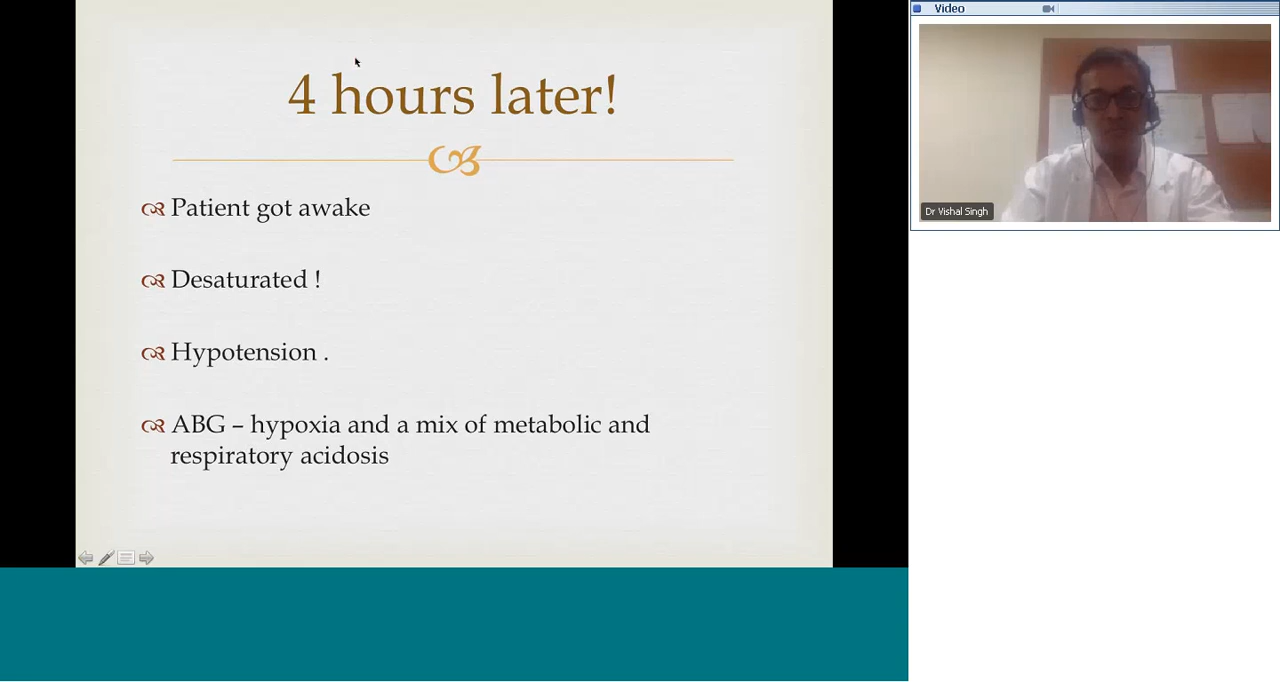 4 hours later!
Patient got awake
Desaturated !
Hypotension .
ABG – hypoxia and a mix of metabolic and
respiratory acidosis
Video
Dr Vishal Singh